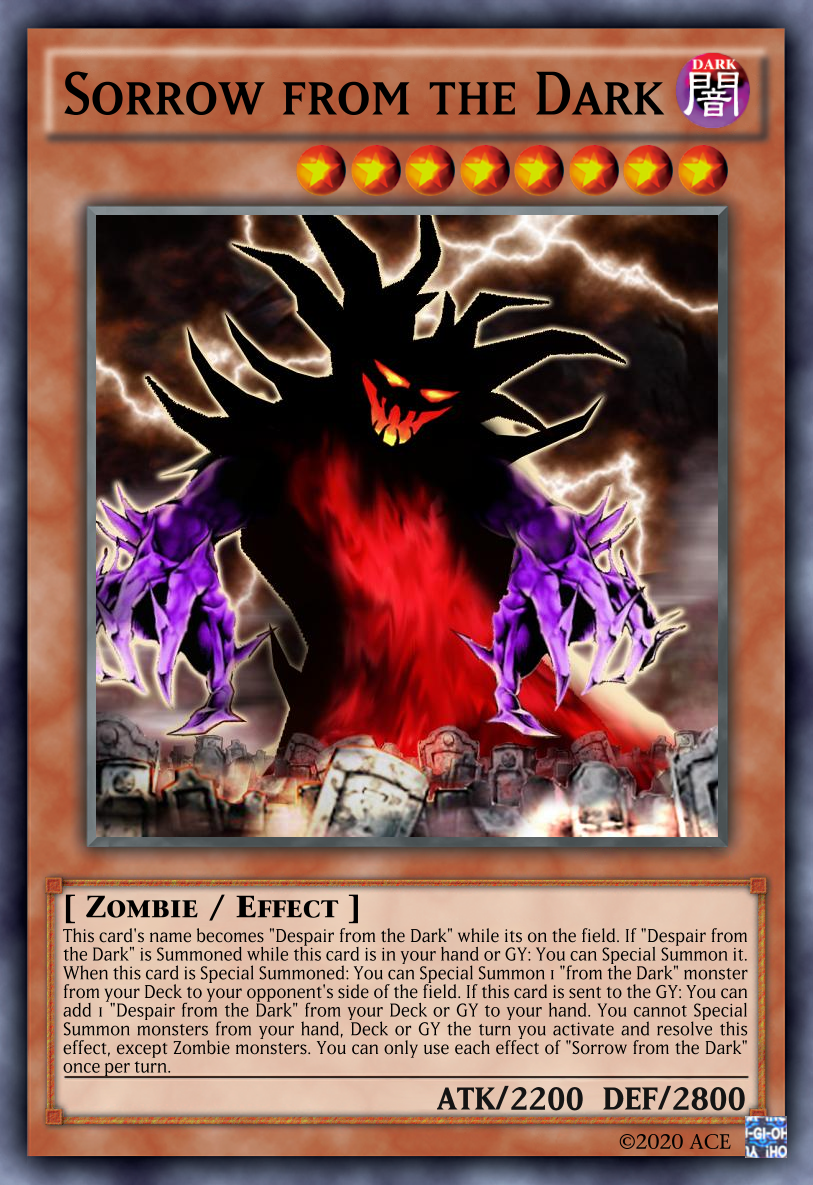 Sorrow from the Dark
DARK
闇
[ Zombie / Effect ]
This card's name becomes "Despair from the Dark" while its on the field. If "Despair from
the Dark" is Summoned while this card is in your hand or GY: You can Special Summon it.
When this card is Special Summoned: You can Special Summon 1 "from the Dark" monster
from your Deck to your opponent's side of the field. If this card is sent to the GY: You can
add 1 "Despair from the Dark" from your Deck or GY to your hand. You cannot Special
Summon monsters from your hand, Deck or GY the turn you activate and resolve this
effect, except Zombie monsters. You can only use each effect of "Sorrow from the Dark"
once per turn.
ATK/2200 DEF/2800
©2020 ACE
I-GI-OH